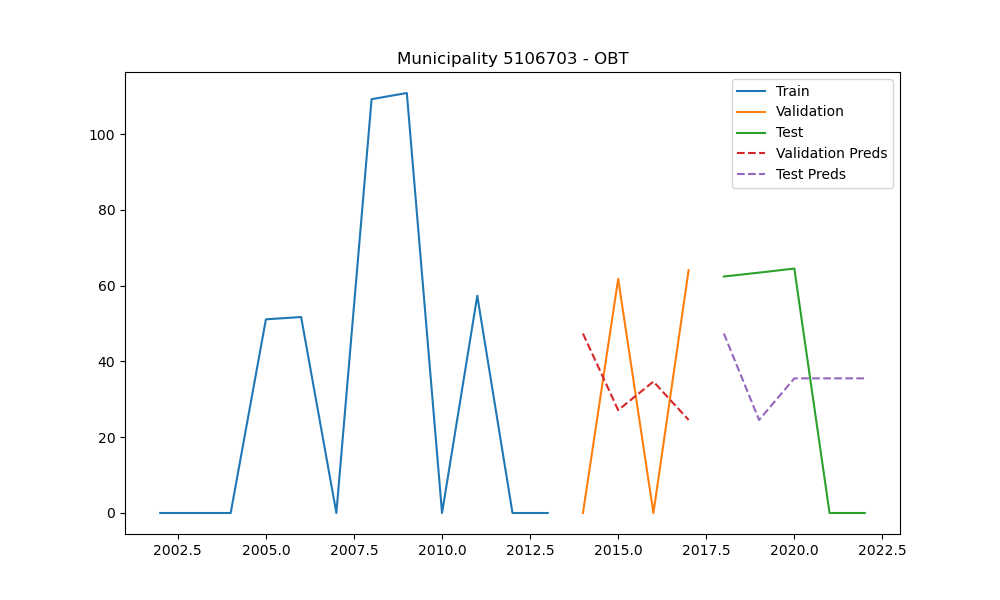 Municipality 5106703 - OBT
Train
Validation
Test
Validation Preds
Test Preds
100
80
60
40
20
0
2002.5 2005.0 2007.5 2010.0 2012.5 2015.0 2017.5 2020.0 2022.5